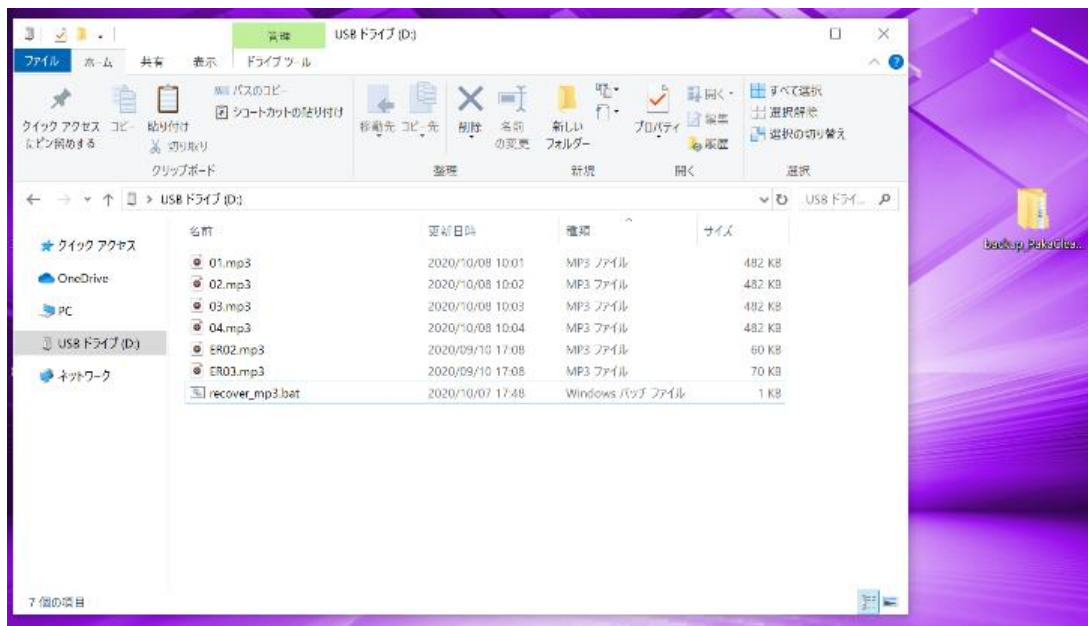 管理
USB ドライブ (D:)
ファイル ホーム 共有 表示 ドライブ ツール
クイック アクセスにピン留めする
コピー
貼り付け
パスのコピー
ショートカットの貼り付け
切り取り
移動先
コピー先
削除
名前の変更
新しいフォルダー
プロパティ
開く
編集
履歴
すべて選択
選択解除
選択の切り替え
クリップボード 整理 新規 開く 選択
USB ドライブ (D:)
USB ドライ...
名前 更新日時 種類 サイズ
クイック アクセス
OneDrive
PC
USB ドライブ (D:)
ネットワーク
01.mp3 2020/10/08 10:01 MP3 ファイル 482 KB
02.mp3 2020/10/08 10:02 MP3 ファイル 482 KB
03.mp3 2020/10/08 10:03 MP3 ファイル 482 KB
04.mp3 2020/10/08 10:04 MP3 ファイル 482 KB
ER02.mp3 2020/09/10 17:08 MP3 ファイル 60 KB
ER03.mp3 2020/09/10 17:08 MP3 ファイル 70 KB
recover_mp3.bat 2020/10/07 17:48 Windows バッチ ファイル 1 KB
7 個の項目